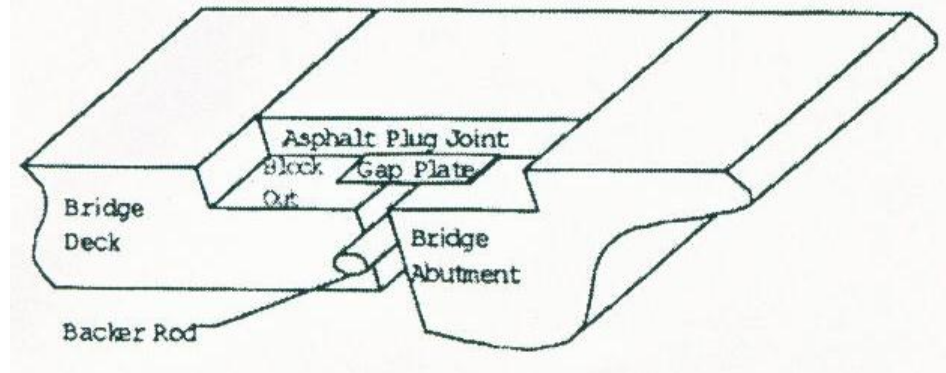 Asphalt Plug Joint
Block Gap Plate
Out
Bridge
Deck
Bridge
Abutment
Backer Rod